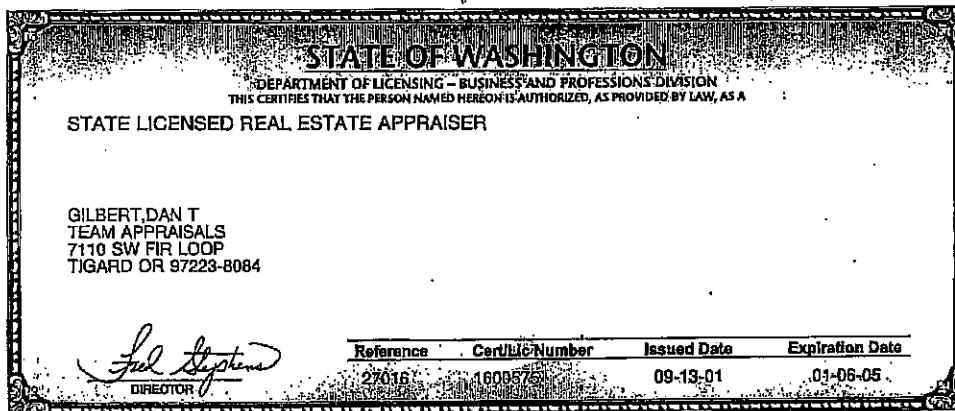 STATE OF WASHINGTON
DEPARTMENT OF LICENSING – BUSINESS AND PROFESSIONS DIVISION
THIS CERTIFIES THAT THE PERSON NAMED HEREON IS AUTHORIZED, AS PROVIDED BY LAW, AS A
STATE LICENSED REAL ESTATE APPRAISER
GILBERT,DAN T
TEAM APPRAISALS
7110 SW FIR LOOP
TIGARD OR 97223-8084
Fred Stephens
DIRECTOR
Reference Cert/Lic Number Issued Date Expiration Date
27016 1600575 09-13-01 01-06-05